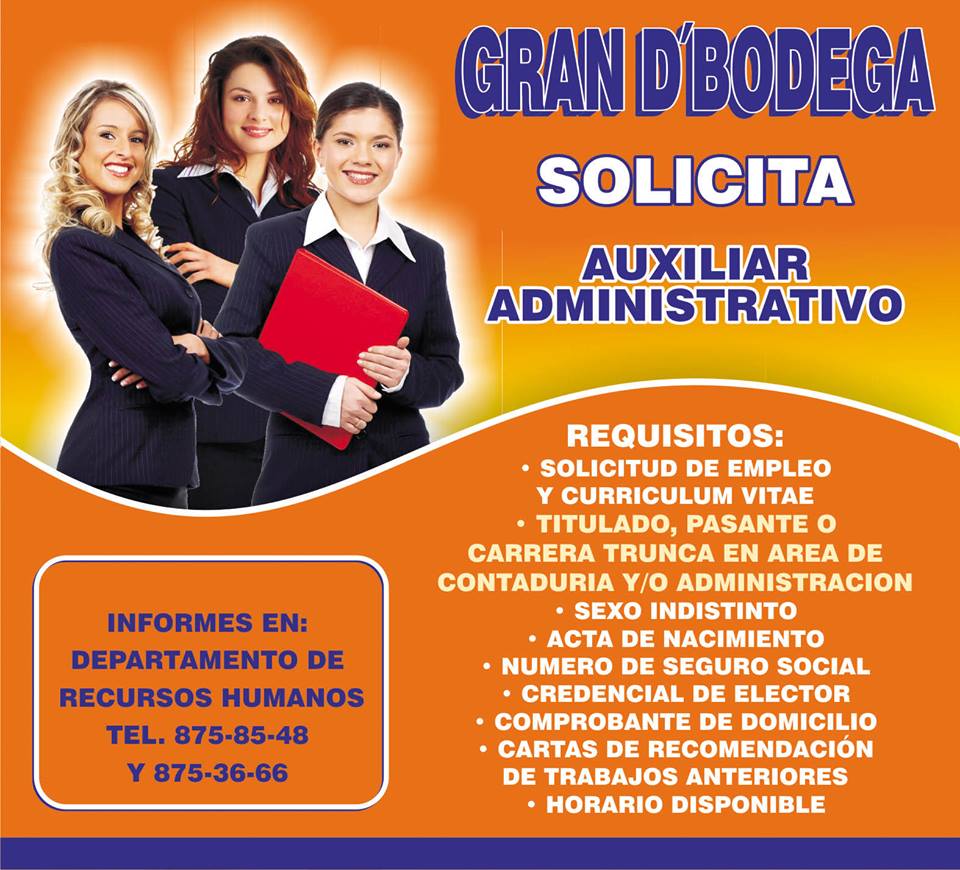 GRAN D'BODEGA
SOLICITA
AUXILIAR
ADMINISTRATIVO
REQUISITOS:
• SOLICITUD DE EMPLEO
Y CURRICULUM VITAE
• TITULADO, PASANTE O
CARRERA TRUNCA EN AREA DE
CONTADURIA Y/O ADMINISTRACION
• SEXO INDISTINTO
• ACTA DE NACIMIENTO
• NUMERO DE SEGURO SOCIAL
• CREDENCIAL DE ELECTOR
• COMPROBANTE DE DOMICILIO
• CARTAS DE RECOMENDACIÓN
DE TRABAJOS ANTERIORES
• HORARIO DISPONIBLE
INFORMES EN:
DEPARTAMENTO DE
RECURSOS HUMANOS
TEL. 875-85-48
Y 875-36-66